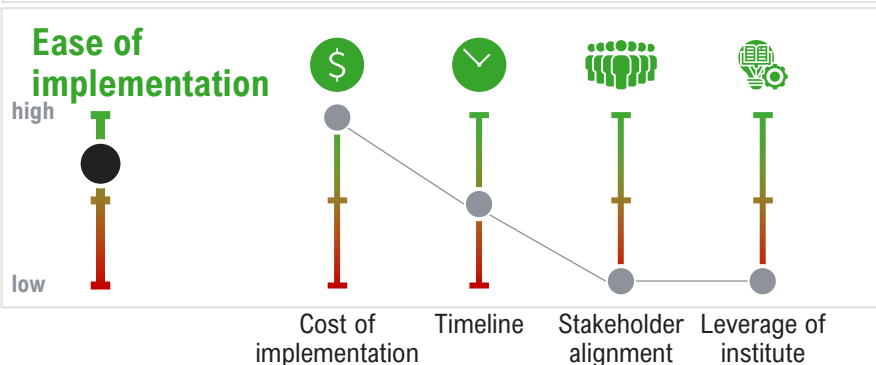 Ease of
implementation
$
high
low
Cost of
implementation
Timeline
Stakeholder
alignment
Leverage of
institute